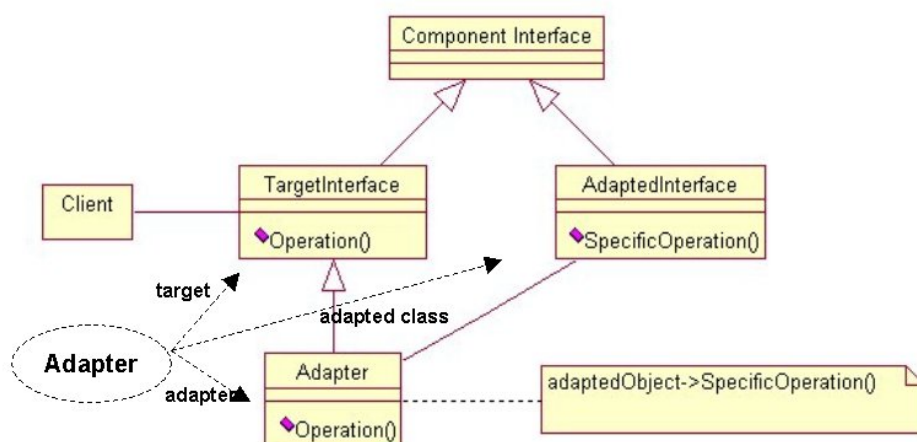 Component Interface
TargetInterface
AdaptedInterface
Client
Operation()
SpecificOperation()
target
adapted class
Adapter
Adapter
adapter
adaptedObject->SpecificOperation()
Operation()